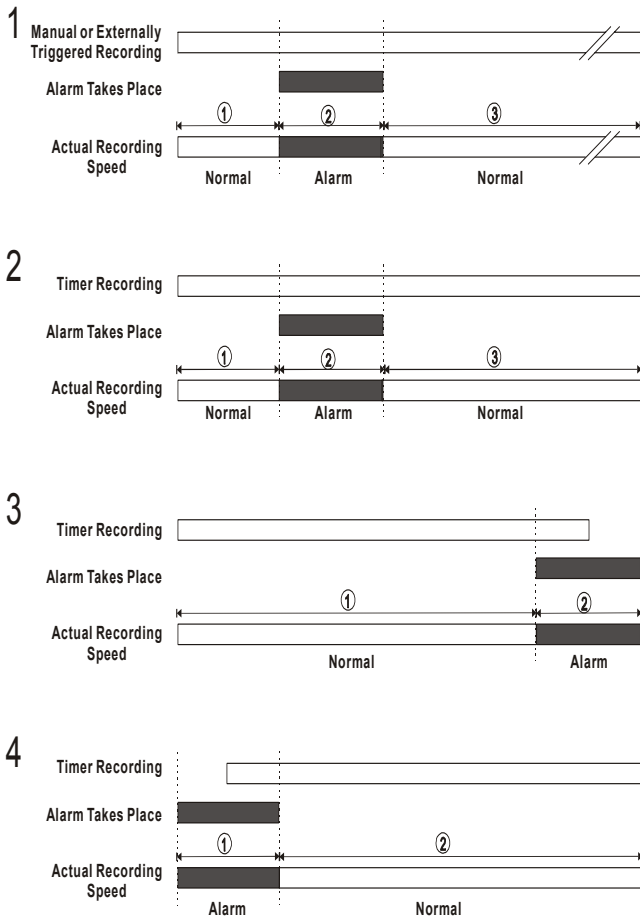 1
Manual or Externally
Triggered Recording
Alarm Takes Place
① ② ③
Actual Recording
Speed
Normal Alarm Normal
2
Timer Recording
Alarm Takes Place
① ② ③
Actual Recording
Speed
Normal Alarm Normal
3
Timer Recording
Alarm Takes Place
① ②
Actual Recording
Speed
Normal Alarm
4
Timer Recording
Alarm Takes Place
① ②
Actual Recording
Speed
Alarm Normal